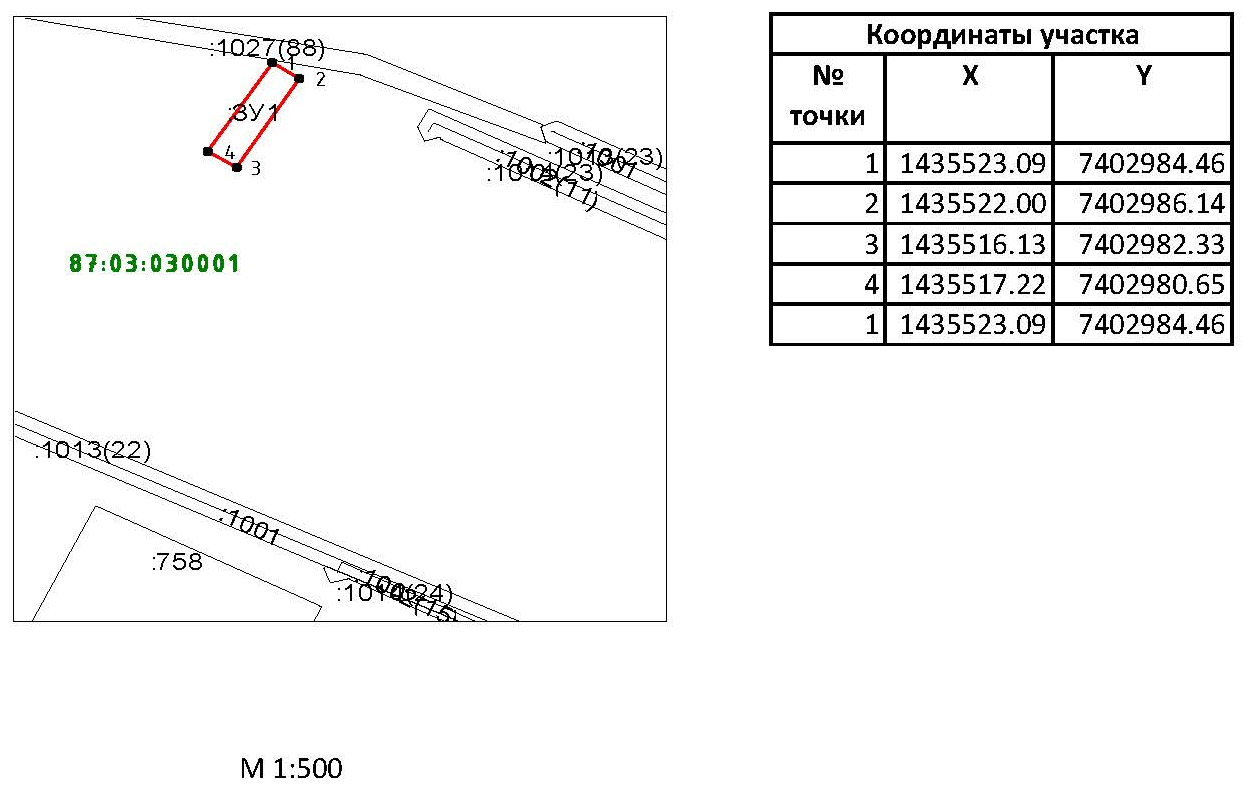 :1027(88)
1
2
:ЗУ1
4
3
:1010(23)
87:03:030001
:1013(22)
:1001
:758
М 1:500
Координаты участка
№ точки X Y
1 1435523.09 7402984.46
2 1435522.00 7402986.14
3 1435516.13 7402982.33
4 1435517.22 7402980.65
1 1435523.09 7402984.46